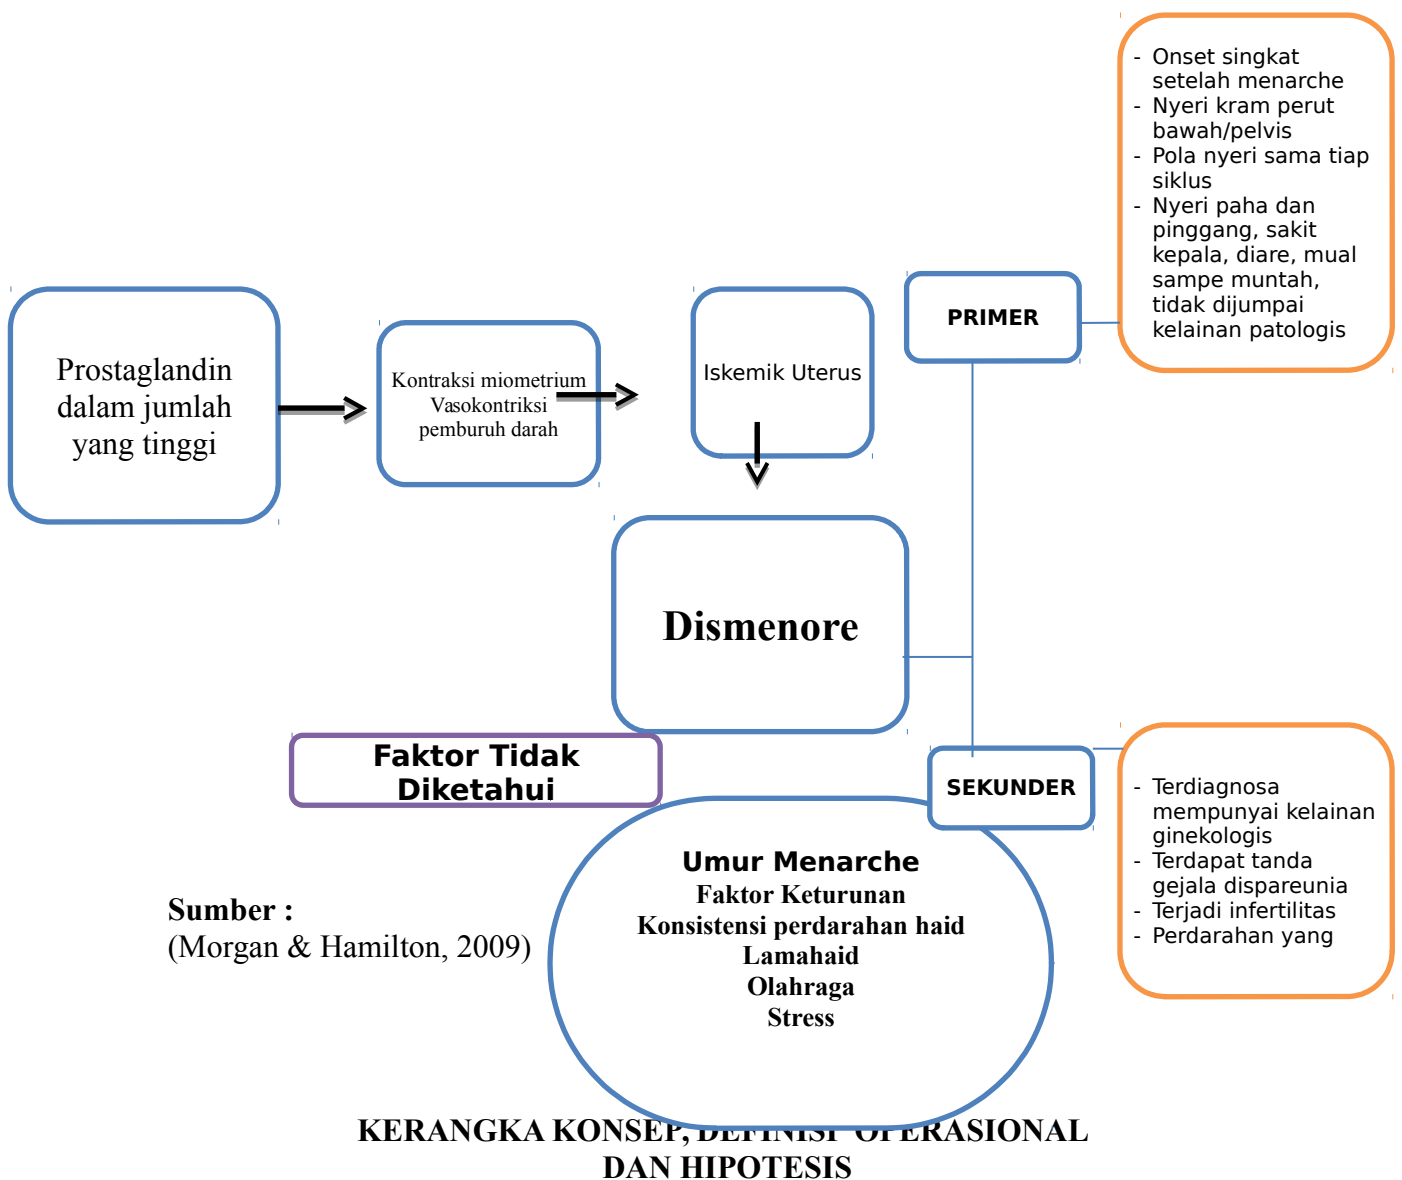 - Onset singkat
setelah menarche
- Nyeri kram perut
bawah/pelvis
- Pola nyeri sama tiap
siklus
- Nyeri paha dan
pinggang, sakit
kepala, diare, mual
sampe muntah,
tidak dijumpai
kelainan patologis
PRIMER
Prostaglandin
dalam jumlah
yang tinggi
Kontraksi miometrium
Vasokontriksi
pemburuh darah
Iskemik Uterus
Dismenore
Faktor Tidak
Diketahui
SEKUNDER
- Terdiagnosa
mempunyai kelainan
ginekologis
- Terdapat tanda
gejala dispareunia
- Terjadi infertilitas
- Perdarahan yang
Umur Menarche
Faktor Keturunan
Konsistensi perdarahan haid
Lamahaid
Olahraga
Stress
Sumber :
(Morgan & Hamilton, 2009)
KERANGKA KONSEP, DEFINISI OPERASIONAL
DAN HIPOTESIS